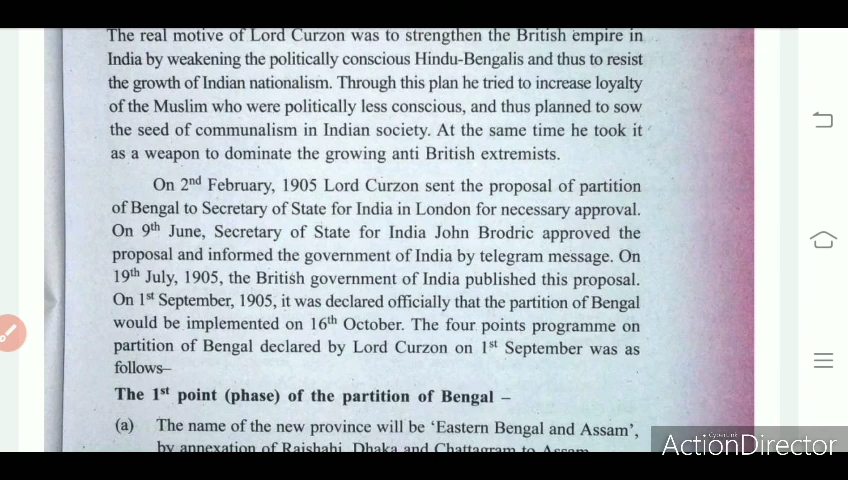 The real motive of Lord Curzon was to strengthen the British empire in
India by weakening the politically conscious Hindu-Bengalis and thus to resist
the growth of Indian nationalism. Through this plan he tried to increase loyalty
of the Muslim who were politically less conscious, and thus planned to sow
the seed of communalism in Indian society. At the same time he took it
as a weapon to dominate the growing anti British extremists.
On 2nd February, 1905 Lord Curzon sent the proposal of partition
of Bengal to Secretary of State for India in London for necessary approval.
On 9th June, Secretary of State for India John Brodric approved the
proposal and informed the government of India by telegram message. On
19th July, 1905, the British government of India published this proposal.
On 1st September, 1905, it was declared officially that the partition of Bengal
would be implemented on 16th October. The four points programme on
partition of Bengal declared by Lord Curzon on 1st September was as
follows–
The 1st point (phase) of the partition of Bengal –
(a) The name of the new province will be ‘Eastern Bengal and Assam’,
by annexation of Rajshahi, Dhaka and Chattagram to Assam
CyberLink
ActionDirector